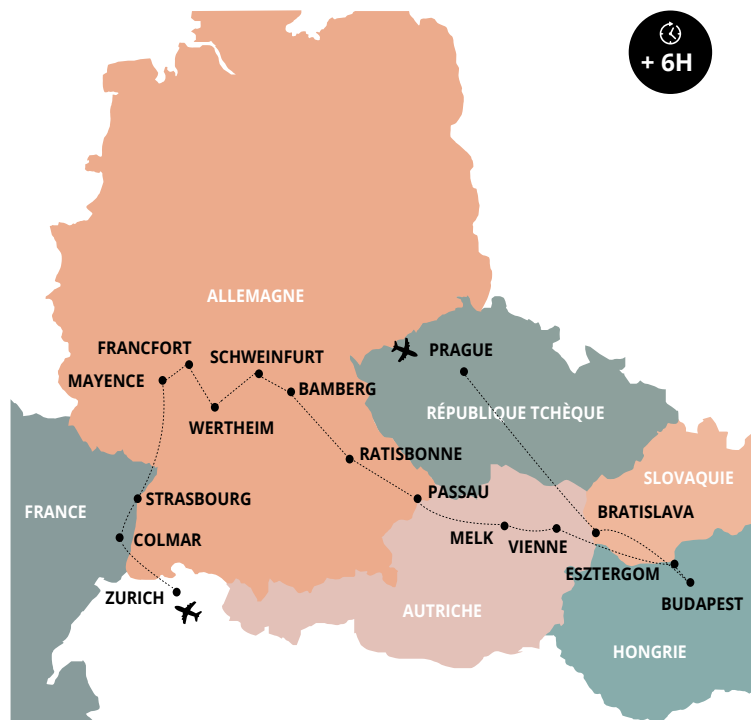 + 6H
ALLEMAGNE
FRANCFORT
SCHWEINFURT
PRAGUE
MAYENCE
BAMBERG
RÉPUBLIQUE TCHÈQUE
WERTHEIM
RATISBONNE
SLOVAQUIE
STRASBOURG
PASSAU
FRANCE
BRATISLAVA
COLMAR
MELK
VIENNE
ESZTERGOM
ZURICH
BUDAPEST
AUTRICHE
HONGRIE